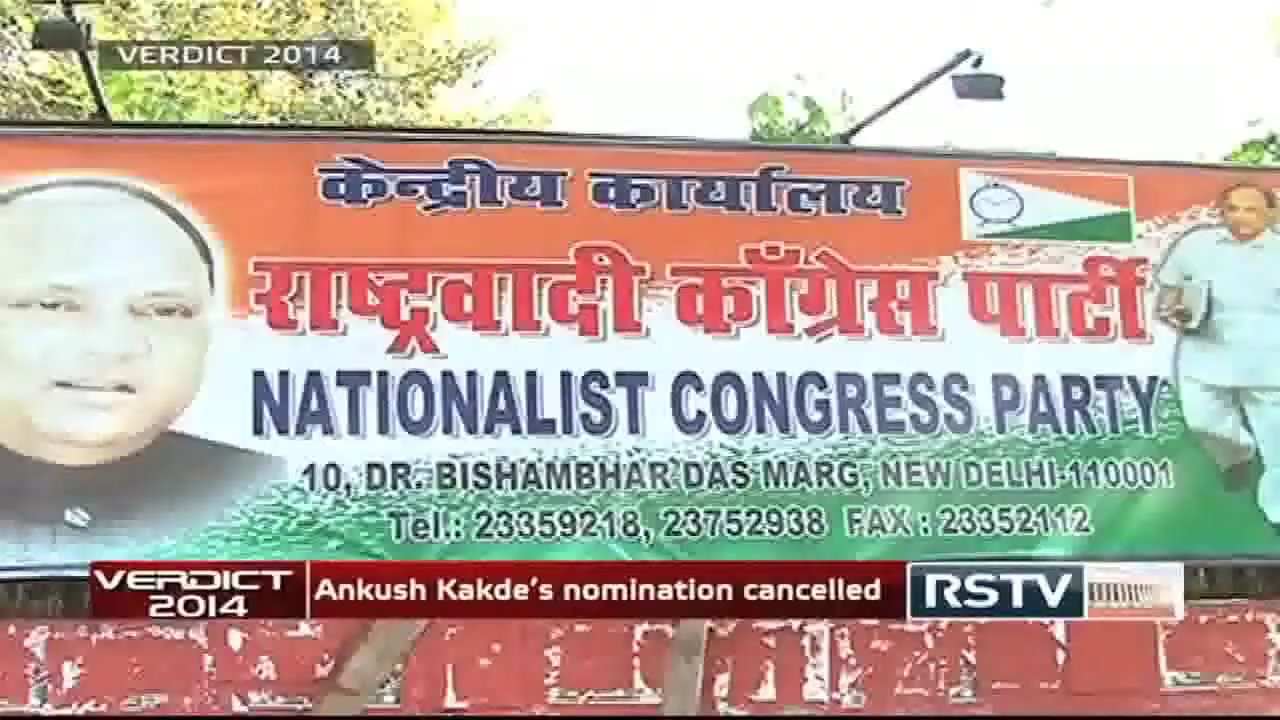 VERDICT 2014
केन्द्रीय कार्यालय
राष्ट्रवादी काँग्रेस पार्टी
NATIONALIST CONGRESS PARTY
10, DR. BISHAMBHAR DAS MARG, NEW DELHI-110001
Tel.: 23359218, 23752938 FAX : 23352112
VERDICT 2014
Ankush Kakde's nomination cancelled
RSTV